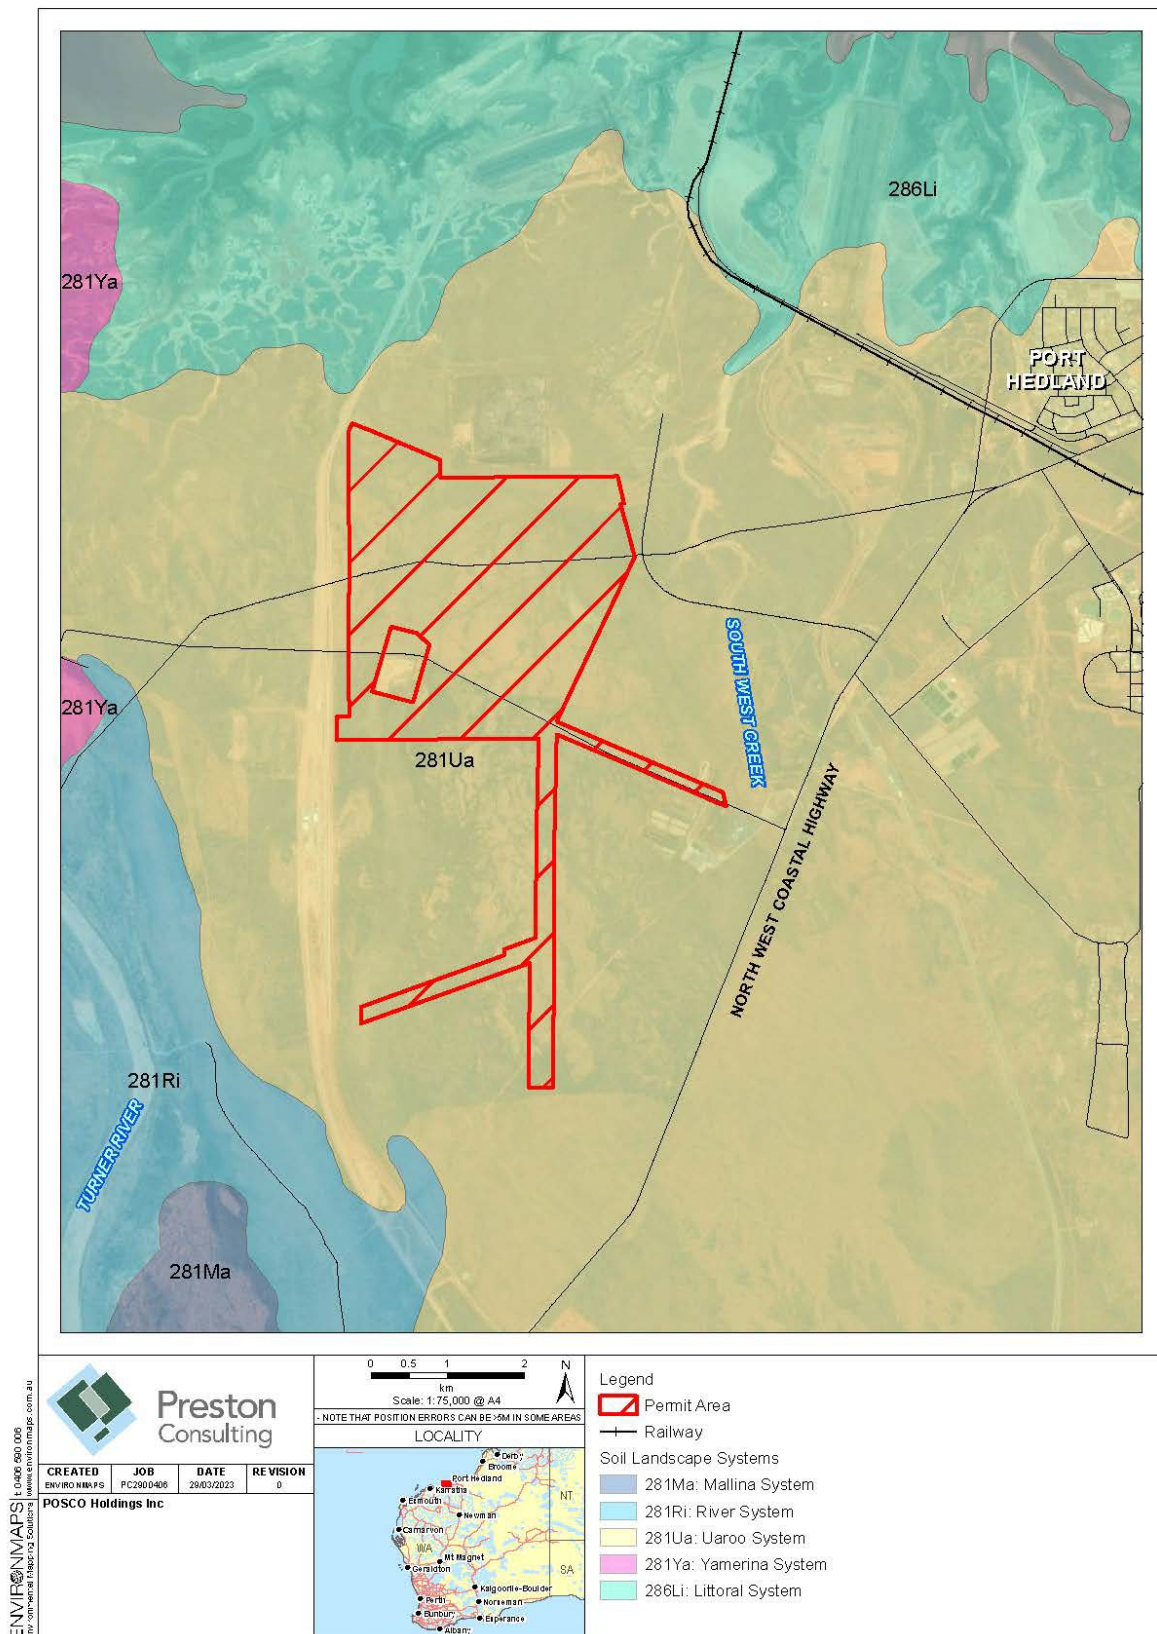 286Li
281Ya
PORT
HEDLAND
SOUTH WEST CREEK
281Ya
281Ua
NORTH WEST COASTAL HIGHWAY
281Ri
TURNER RIVER
281Ma
Preston
Consulting
CREATED JOB DATE REVISION
ENVIRONMAPS PC2900406 29/03/2023 0
POSCO Holdings Inc
0 0.5 1 2
km
Scale: 1:75,000 @ A4
N
- NOTE THAT POSITION ERRORS CAN BE >5M IN SOME AREAS
LOCALITY
Derby
Broome
Port Hedland
Karratha
Exmouth
Newman
NT
Carnarvon
WA
Mt Magnet
SA
Geraldton
Kalgoorlie-Boulder
Perth
Norseman
Bunbury
Esperance
Albany
Legend
Permit Area
Railway
Soil Landscape Systems
281Ma: Mallina System
281Ri: River System
281Ua: Uaroo System
281Ya: Yamerina System
286Li: Littoral System
ENVIRONMAPS
Environmental Mapping Solutions
t 0406 590 006
www.environmaps.com.au